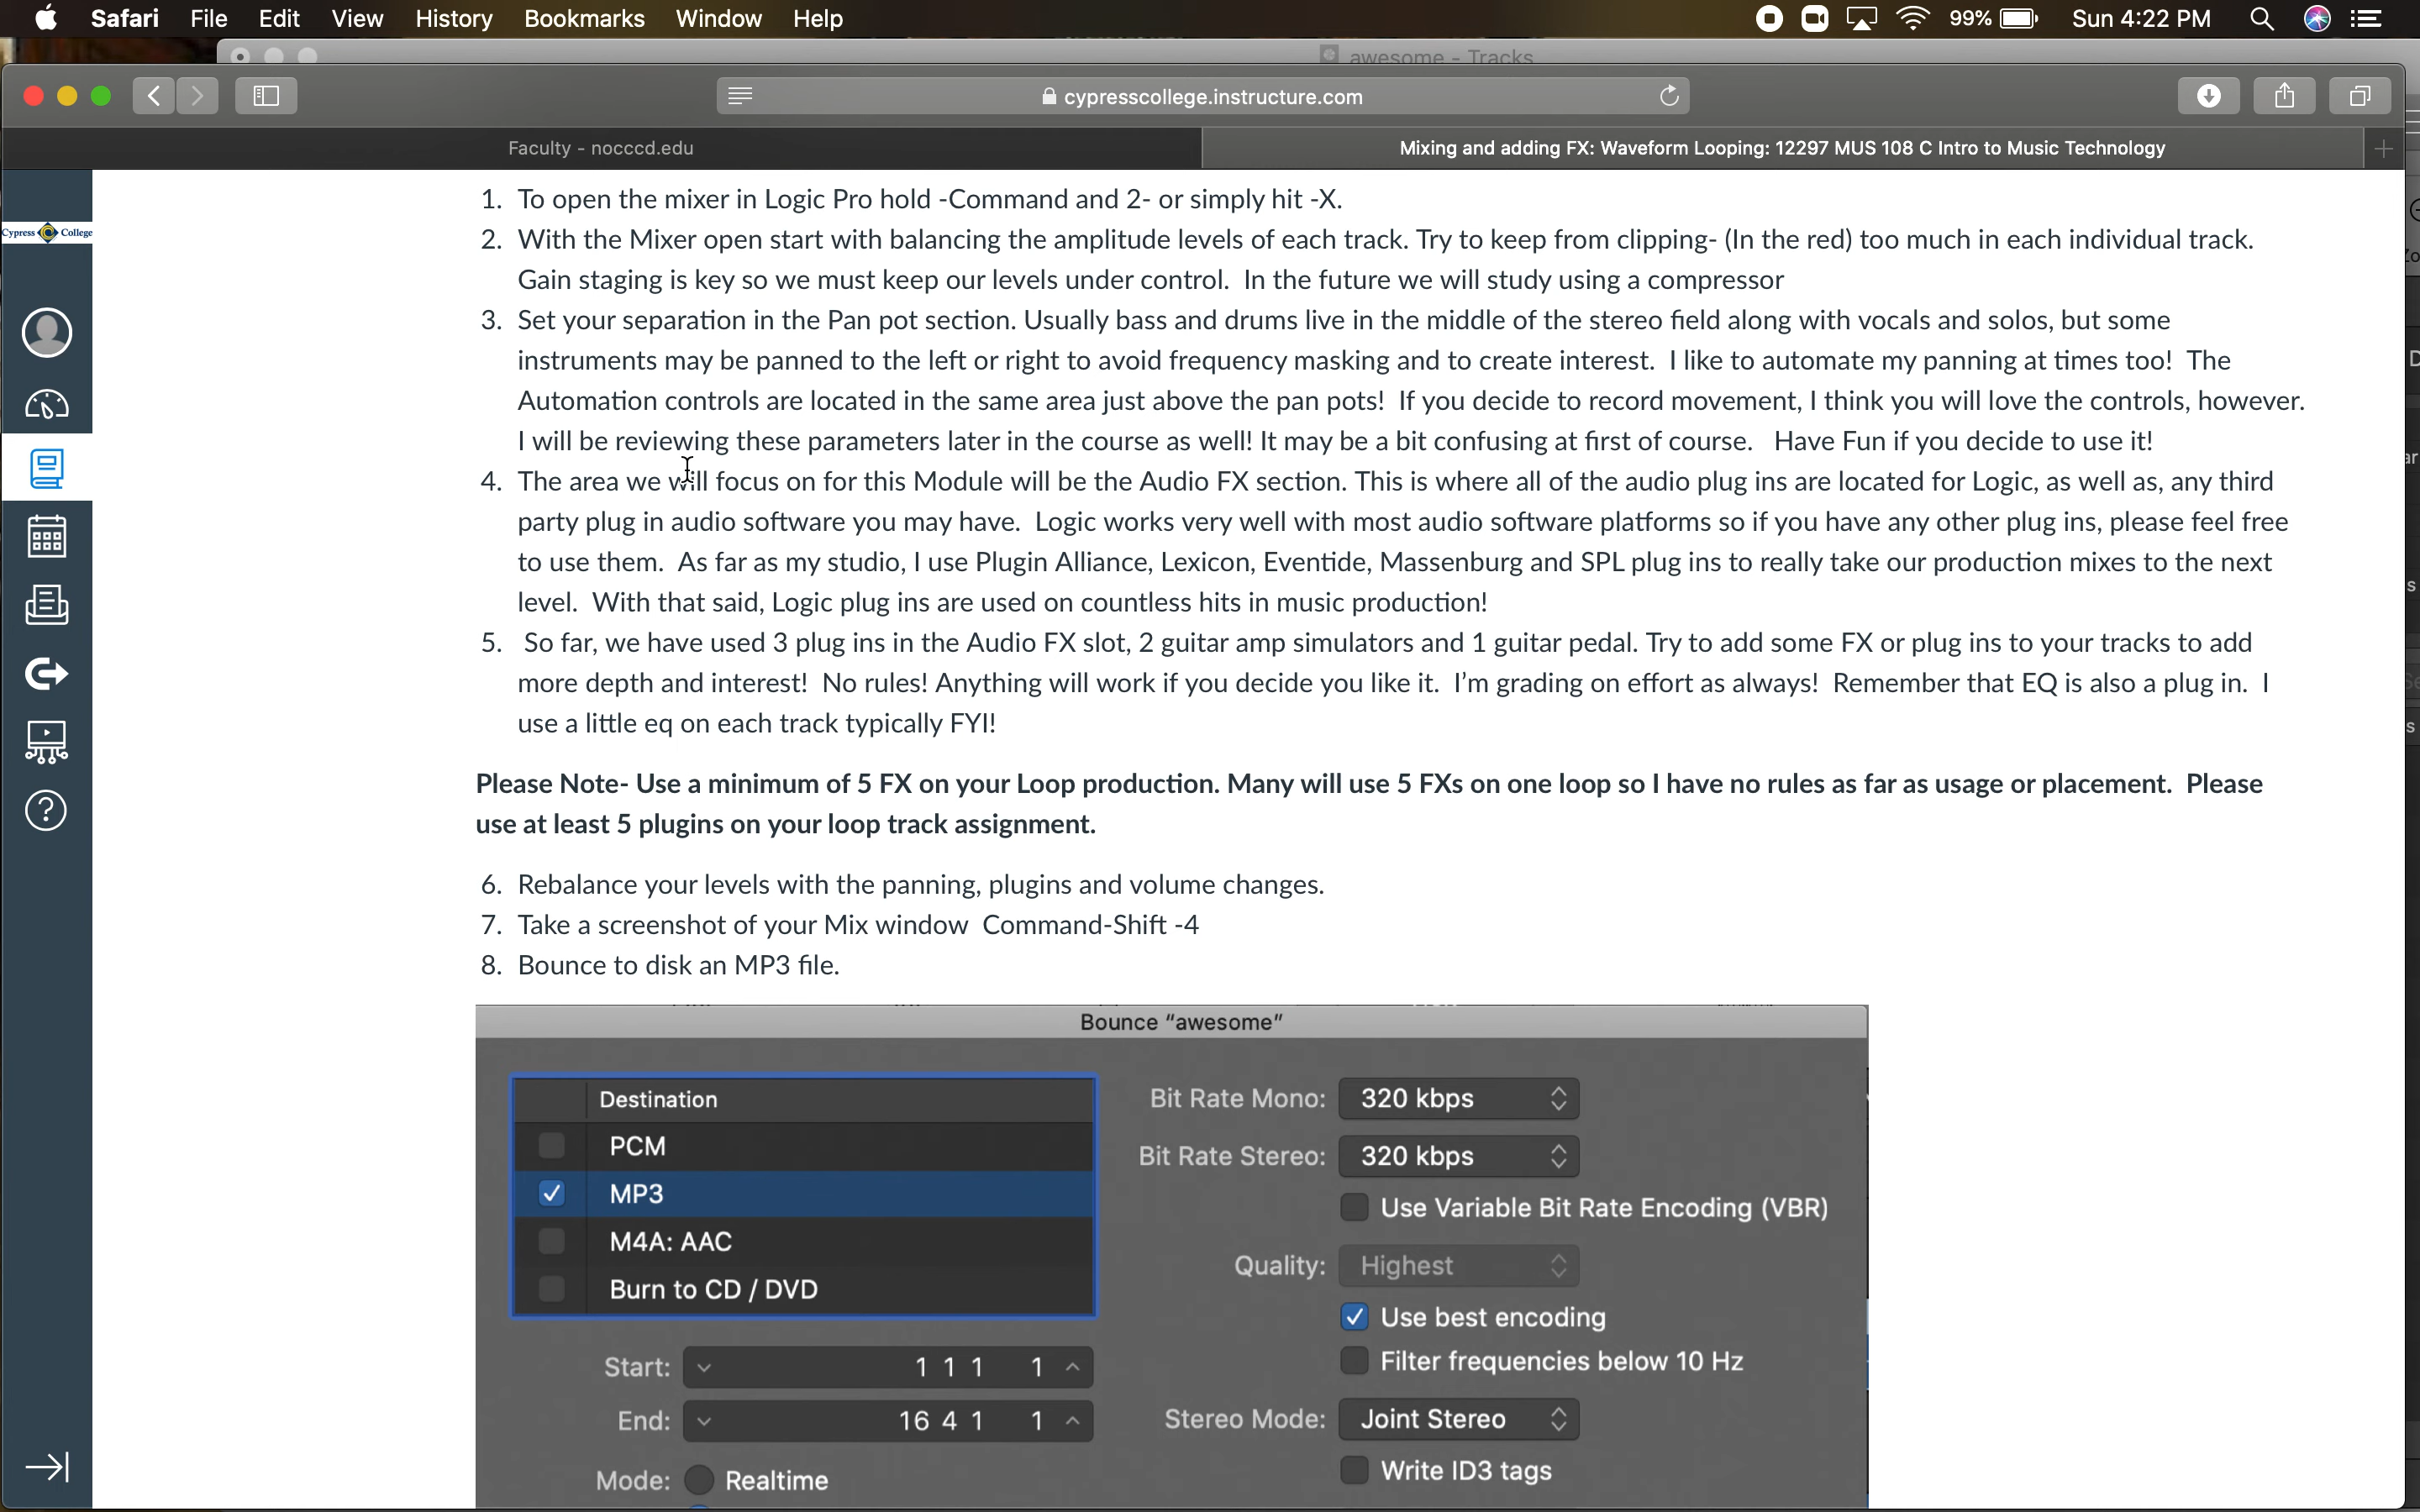 Safari File Edit View History Bookmarks Window Help 99% Sun 4:22 PM
awesome - Tracks
cypresscollege.instructure.com
Faculty - nocccd.edu
Mixing and adding FX: Waveform Looping: 12297 MUS 108 C Intro to Music Technology
Cypress College
1. To open the mixer in Logic Pro hold -Command and 2- or simply hit -X.
2. With the Mixer open start with balancing the amplitude levels of each track. Try to keep from clipping- (In the red) too much in each individual track.
Gain staging is key so we must keep our levels under control.  In the future we will study using a compressor
3. Set your separation in the Pan pot section. Usually bass and drums live in the middle of the stereo field along with vocals and solos, but some
instruments may be panned to the left or right to avoid frequency masking and to create interest.  I like to automate my panning at times too!  The
Automation controls are located in the same area just above the pan pots!  If you decide to record movement, I think you will love the controls, however.
I will be reviewing these parameters later in the course as well! It may be a bit confusing at first of course.   Have Fun if you decide to use it!
4. The area we will focus on for this Module will be the Audio FX section. This is where all of the audio plug ins are located for Logic, as well as, any third
party plug in audio software you may have.  Logic works very well with most audio software platforms so if you have any other plug ins, please feel free
to use them.  As far as my studio, I use Plugin Alliance, Lexicon, Eventide, Massenburg and SPL plug ins to really take our production mixes to the next
level.  With that said, Logic plug ins are used on countless hits in music production!
5. So far, we have used 3 plug ins in the Audio FX slot, 2 guitar amp simulators and 1 guitar pedal. Try to add some FX or plug ins to your tracks to add
more depth and interest!  No rules! Anything will work if you decide you like it.  I'm grading on effort as always!  Remember that EQ is also a plug in.  I
use a little eq on each track typically FYI!
Please Note- Use a minimum of 5 FX on your Loop production. Many will use 5 FXs on one loop so I have no rules as far as usage or placement.  Please
use at least 5 plugins on your loop track assignment.
6. Rebalance your levels with the panning, plugins and volume changes.
7. Take a screenshot of your Mix window  Command-Shift -4
8. Bounce to disk an MP3 file.
Bounce "awesome"
Destination
PCM
MP3
M4A: AAC
Burn to CD / DVD
Start: 1 1 1 1
End: 16 4 1 1
Mode: Realtime
Bit Rate Mono: 320 kbps
Bit Rate Stereo: 320 kbps
Use Variable Bit Rate Encoding (VBR)
Quality: Highest
Use best encoding
Filter frequencies below 10 Hz
Stereo Mode: Joint Stereo
Write ID3 tags